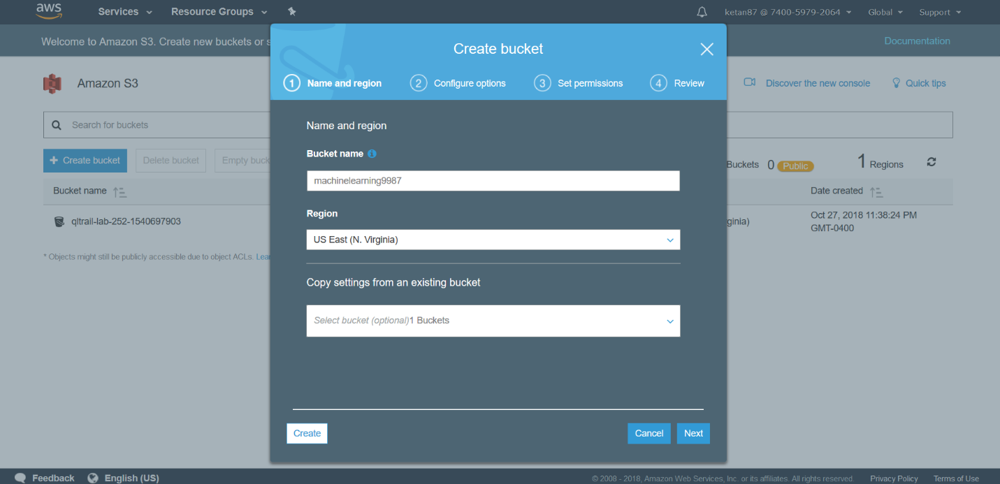 aws Services Resource Groups ketan87 @ 7400-5979-2064 Global Support
Welcome to Amazon S3. Create new buckets or s
Documentation
Create bucket
Amazon S3
1 Name and region 2 Configure options 3 Set permissions 4 Review
Discover the new console Quick tips
Search for buckets
Name and region
Bucket name
+ Create bucket Delete bucket Empty buck
Buckets 0 Public 1 Regions
machinelearning9987
Bucket name Date created
Region
qltrail-lab-252-1540697903
ginia) Oct 27, 2018 11:38:24 PM
GMT-0400
US East (N. Virginia)
* Objects might still be publicly accessible due to object ACLs. Lear
Copy settings from an existing bucket
Select bucket (optional)1 Buckets
Create Cancel Next
Feedback English (US) © 2008 - 2018, Amazon Web Services, Inc. or its affiliates. All rights reserved. Privacy Policy Terms of Use